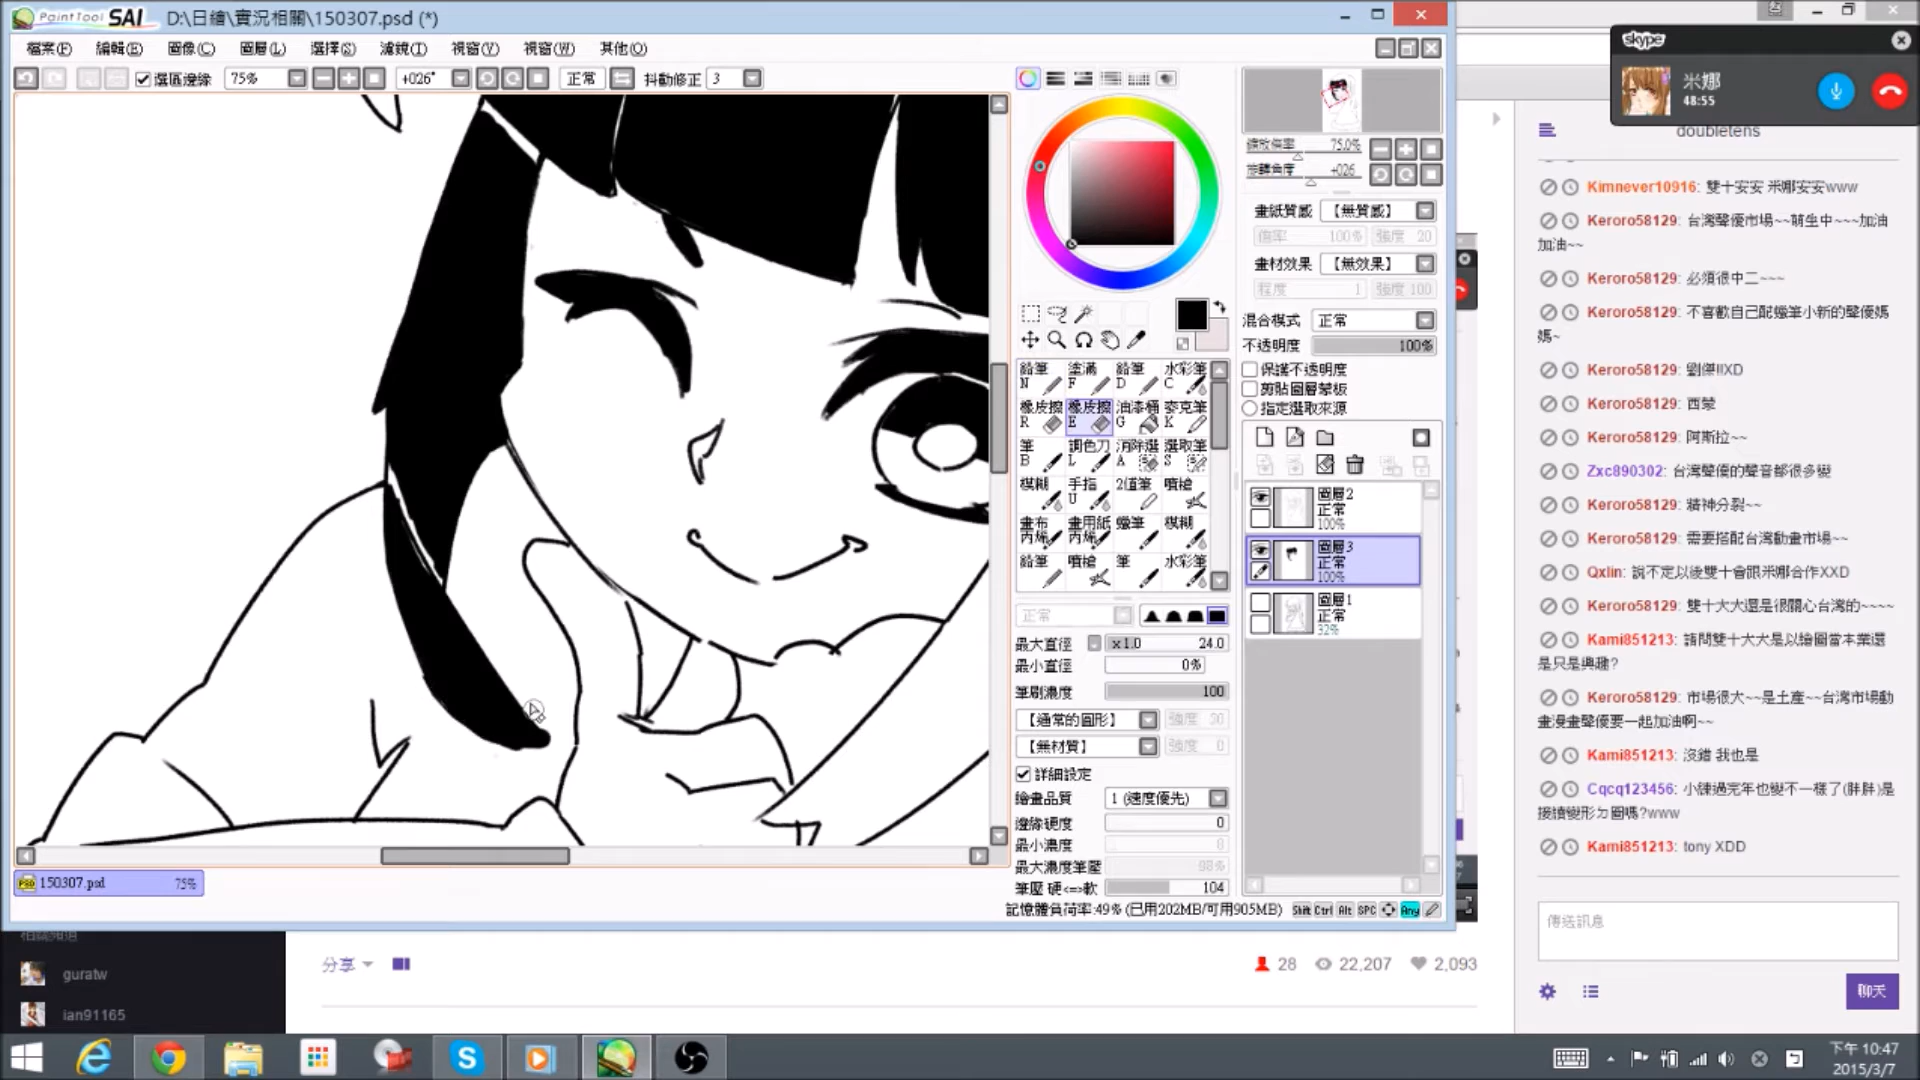 PaintTool SAI D:\日繪\實況相關\150307.psd (*)
檔案(F) 編輯(E) 圖像(C) 圖層(L) 選擇(S) 濾鏡(T) 視窗(V) 視窗(W) 其他(O)
選區邊緣 75% +026° 正常 抖動修正 3
縮放倍率 75.0%
旋轉角度 +026
畫紙質感 【無質感】
倍率 100% 強度 20
畫材效果 【無效果】
程度 1 強度 100
混合模式 正常
不透明度 100%
保護不透明度
剪貼圖層蒙板
指定選取來源
鉛筆 N 塗滿 F 鉛筆 D 水彩筆 C
橡皮擦 R 橡皮擦 E 油漆桶 G 麥克筆 K
筆 B 調色刀 L 消除選 A 選取筆 S
模糊 手指 U 2值筆 噴槍
畫布丙烯 畫用紙丙烯 蠟筆 模糊
鉛筆 噴槍 筆 水彩筆
圖層2
正常
100%
圖層3
正常
100%
圖層1
正常
32%
正常
最大直徑 x1.0 24.0
最小直徑 0%
筆刷濃度 100
【通常的圓形】 強度 50
【無材質】 強度 0
詳細設定
繪畫品質 1 (速度優先)
邊緣硬度 0
最小濃度 8
最大濃度筆壓 98%
筆壓 硬<=>軟 104
150307.psd 75%
記憶體負荷率:49% (已用202MB/可用905MB) Shift Ctrl Alt SPC Any
skype
米娜
48:55
doubletens
Kimnever10916: 雙十安安 米娜安安www
Keroro58129: 台灣聲優市場~~萌生中~~~加油
加油~~
Keroro58129: 必須很中二~~~
Keroro58129: 不喜歡自己配蠟筆小新的聲優媽
媽~
Keroro58129: 劉傑!!XD
Keroro58129: 西蒙
Keroro58129: 阿斯拉~~
Zxc890302: 台灣聲優的聲音都很多變
Keroro58129: 精神分裂~~
Keroro58129: 需要搭配台灣動畫市場~~
Qxlin: 說不定以後雙十會跟米娜合作XXD
Keroro58129: 雙十大大還是很關心台灣的~~~~
Kami851213: 請問雙十大大是以繪圖當本業還
是只是興趣?
Keroro58129: 市場很大~~是土產~~台灣市場動
畫漫畫聲優要一起加油啊~~
Kami851213: 沒錯 我也是
Cqcq123456: 小鍊過完年也變不一樣了(胖胖)是
接讀變形ㄉ圈嗎?www
Kami851213: tony XDD
傳送訊息
聊天
相關頻道
guratw
ian91165
分享
28 22,207 2,093
下午 10:47
2015/3/7